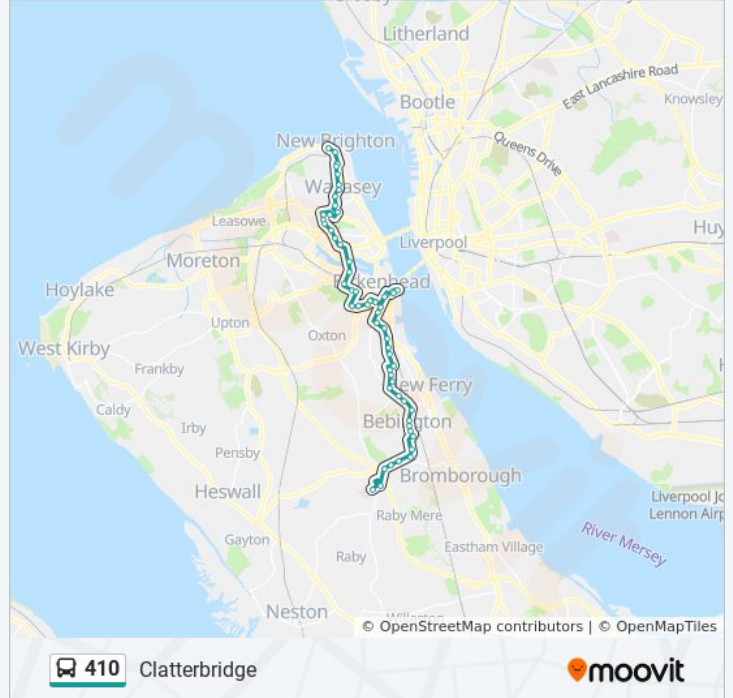 Litherland
Bootle
East Lancashire Road
Knowsley
New Brighton
Queens Drive
Wallasey
Leasowe
Liverpool
Huy
Moreton
Birkenhead
Hoylake
Upton
Oxton
West Kirby
Frankby
New Ferry
Caldy
Irby
Bebington
Pensby
Bromborough
Heswall
Liverpool Jo
Lennon Airp
Raby Mere
River Mersey
Gayton
Raby
Eastham Village
Neston
© OpenStreetMap contributors | © OpenMapTiles
410 Clatterbridge
moovit